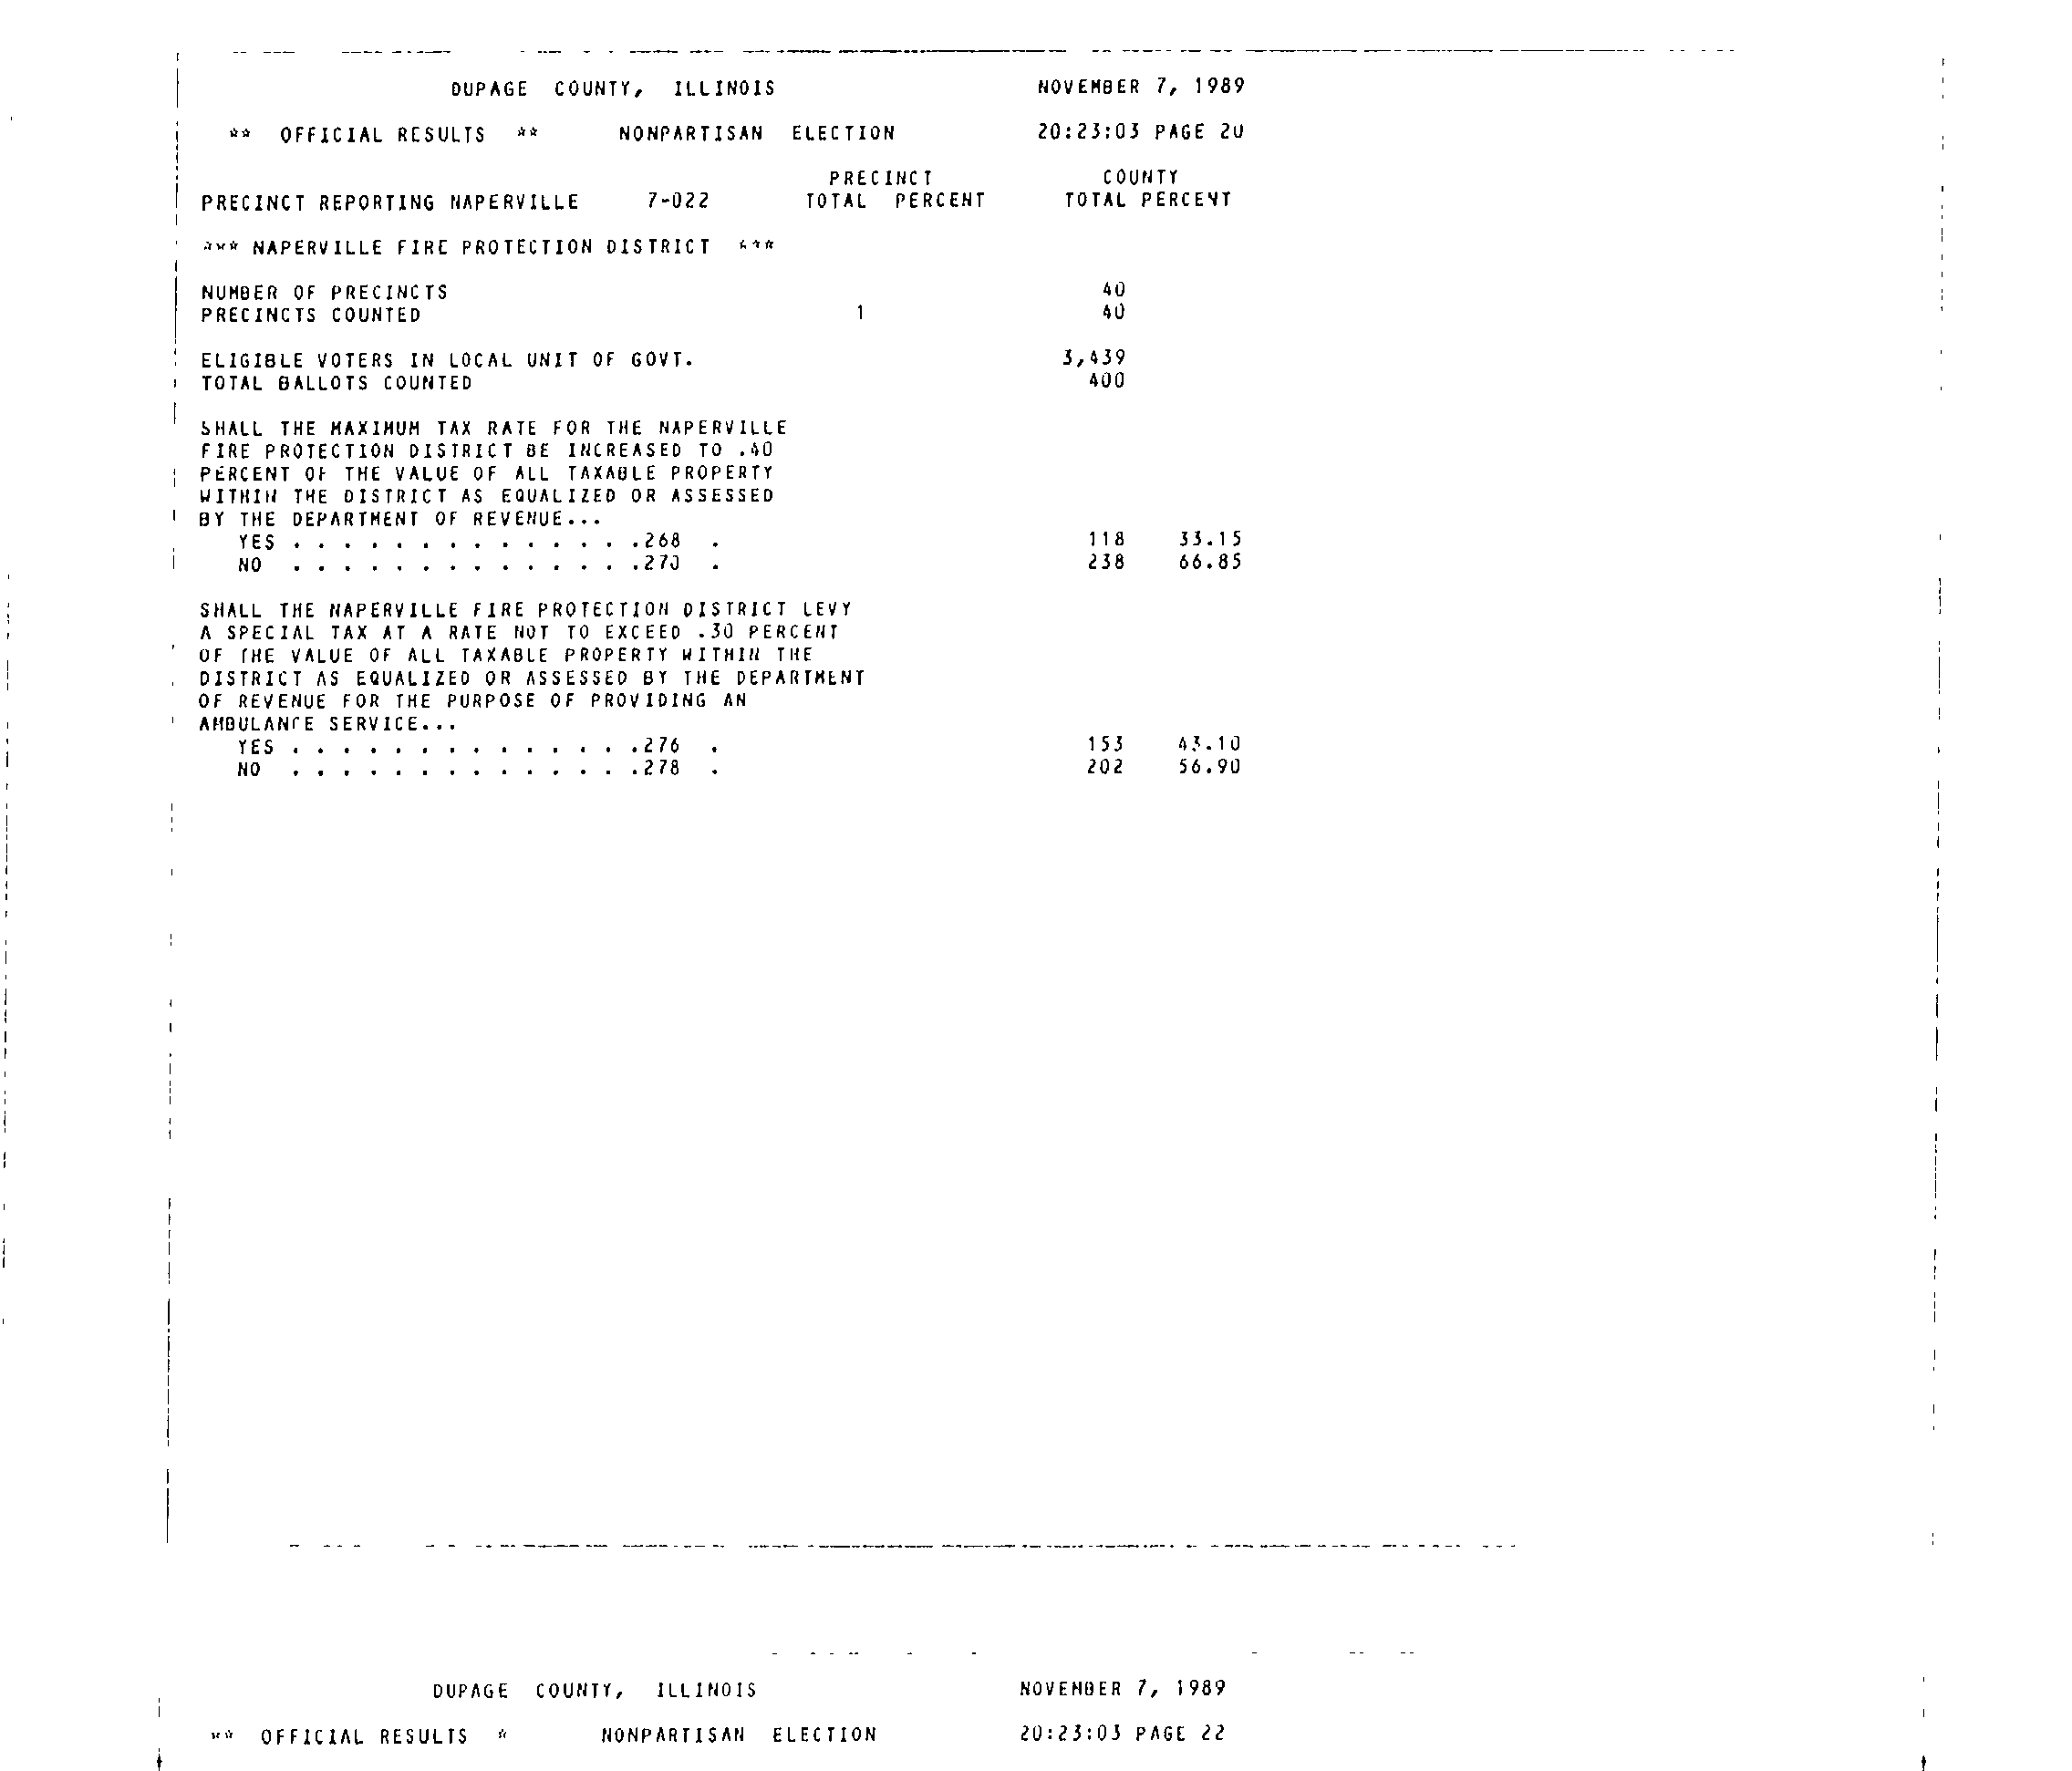 DUPAGE COUNTY, ILLINOIS NOVEMBER 7, 1989
** OFFICIAL RESULTS ** NONPARTISAN ELECTION 20:23:03 PAGE 20
PRECINCT COUNTY
PRECINCT REPORTING NAPERVILLE 7-022 TOTAL PERCENT TOTAL PERCENT
*** NAPERVILLE FIRE PROTECTION DISTRICT ***
NUMBER OF PRECINCTS 40
PRECINCTS COUNTED 1 40
ELIGIBLE VOTERS IN LOCAL UNIT OF GOVT. 3,439
TOTAL BALLOTS COUNTED 400
SHALL THE MAXIMUM TAX RATE FOR THE NAPERVILLE
FIRE PROTECTION DISTRICT BE INCREASED TO .40
PERCENT OF THE VALUE OF ALL TAXABLE PROPERTY
WITHIN THE DISTRICT AS EQUALIZED OR ASSESSED
BY THE DEPARTMENT OF REVENUE...
YES . . . . . . . . . . . . . .268 . 118 33.15
NO . . . . . . . . . . . . . .270 . 238 66.85
SHALL THE NAPERVILLE FIRE PROTECTION DISTRICT LEVY
A SPECIAL TAX AT A RATE NOT TO EXCEED .30 PERCENT
OF THE VALUE OF ALL TAXABLE PROPERTY WITHIN THE
DISTRICT AS EQUALIZED OR ASSESSED BY THE DEPARTMENT
OF REVENUE FOR THE PURPOSE OF PROVIDING AN
AMBULANCE SERVICE...
YES . . . . . . . . . . . . . .276 . 153 43.10
NO . . . . . . . . . . . . . .278 . 202 56.90
DUPAGE COUNTY, ILLINOIS NOVEMBER 7, 1989
** OFFICIAL RESULTS * NONPARTISAN ELECTION 20:23:03 PAGE 22